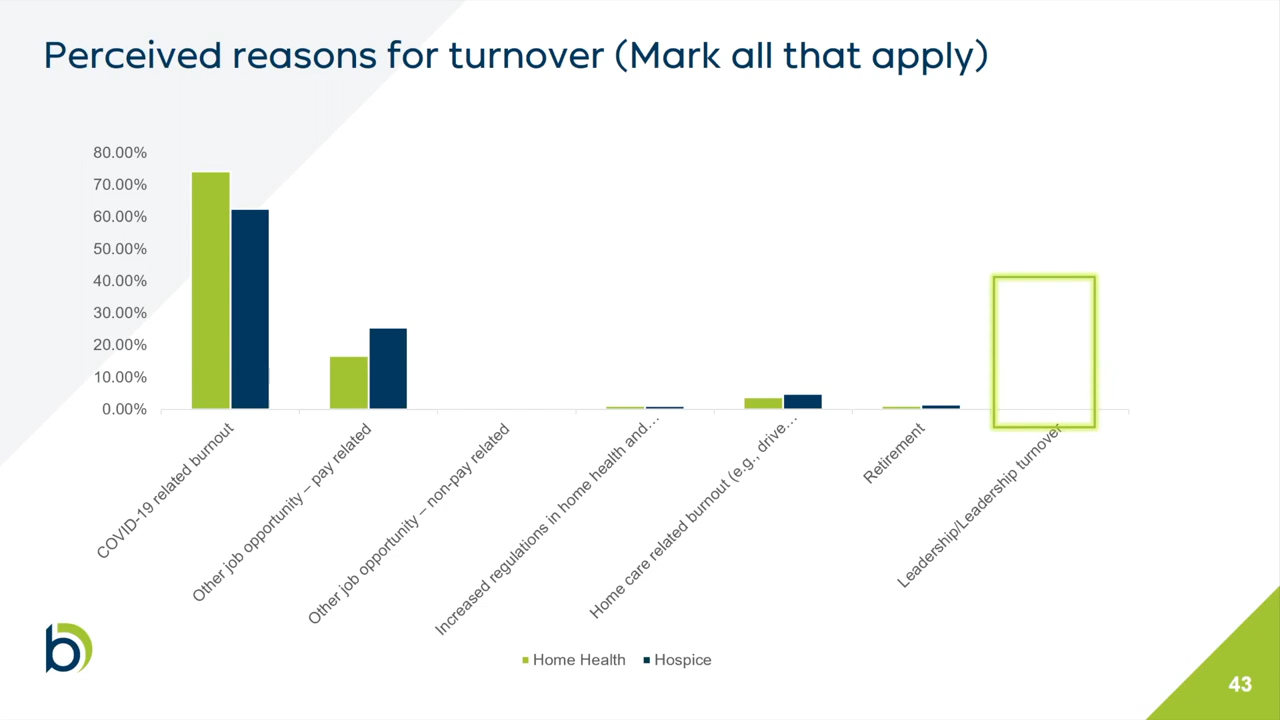 Perceived reasons for turnover (Mark all that apply)
80.00%
70.00%
60.00%
50.00%
40.00%
30.00%
20.00%
10.00%
0.00%
COVID-19 related burnout
Other job opportunity – pay related
Other job opportunity – non-pay related
Increased regulations in home health and…
Home care related burnout (e.g., drive…
Retirement
Leadership/Leadership turnover
Home Health
Hospice
b
43